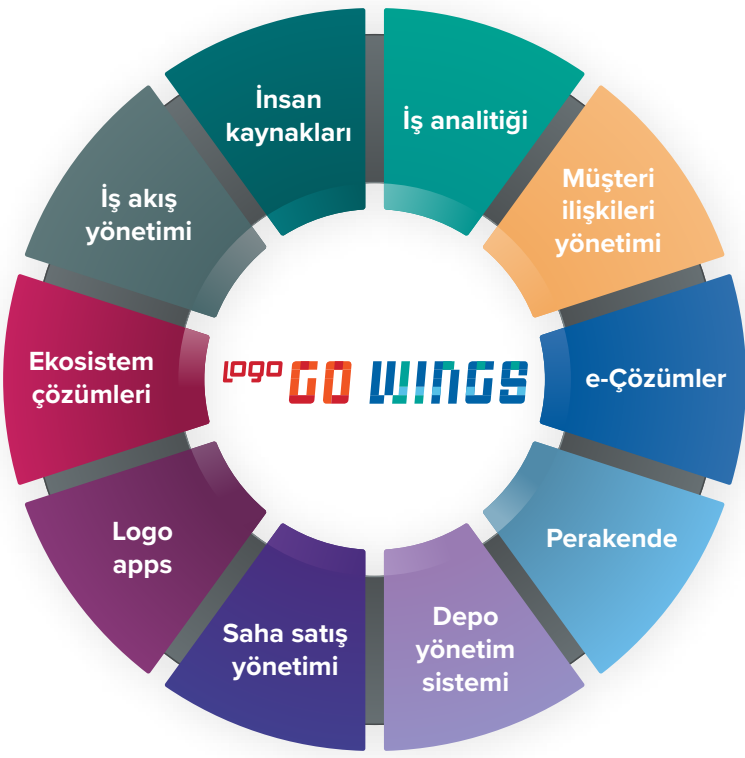 İnsan
kaynakları
İş analitiği
Müşteri
ilişkileri
yönetimi
e-Çözümler
Perakende
Depo
yönetim
sistemi
Saha satış
yönetimi
Logo
apps
Ekosistem
çözümleri
İş akış
yönetimi
LOGO GO WINGS